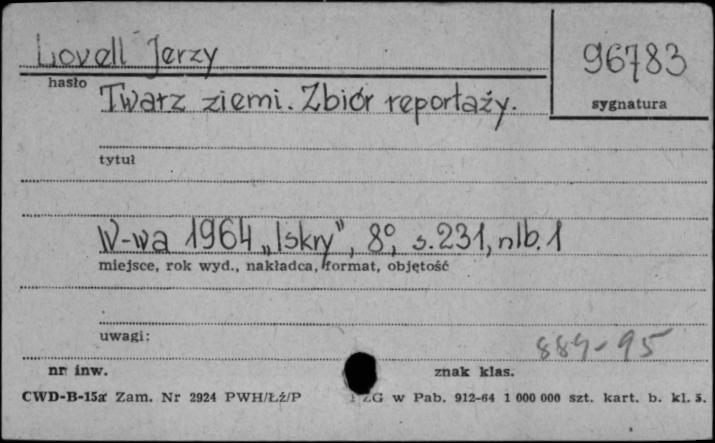 Lovell Jerzy
96783
hasło
sygnatura
Twarz ziemi. Zbiór reportaży.
tytuł
W-wa 1964 „Iskry”, 8°, s.231, nlb. 1
miejsce, rok wyd., nakładca, format, objętość
uwagi:
884-95
nr inw.
znak klas.
CWD-B-15a Zam. Nr 2924 PWH/Łź/P ZG w Pab. 912-64 1 000 000 szt. kart. b. kl. 5.